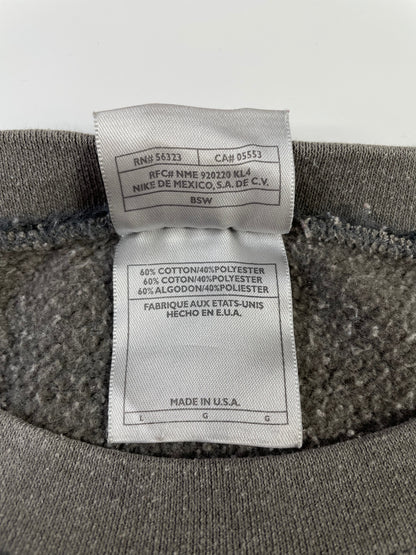 RN# 56323 CA# 05553
RFC# NME 920220 KL4
NIKE DE MEXICO, S.A. DE C.V.
BSW
60% COTTON/40% POLYESTER
60% COTON/40% POLYESTER
60% ALGODON/40% POLIESTER
FABRIQUE AUX ETATS-UNIS
HECHO EN E.U.A.
MADE IN U.S.A.
L G G